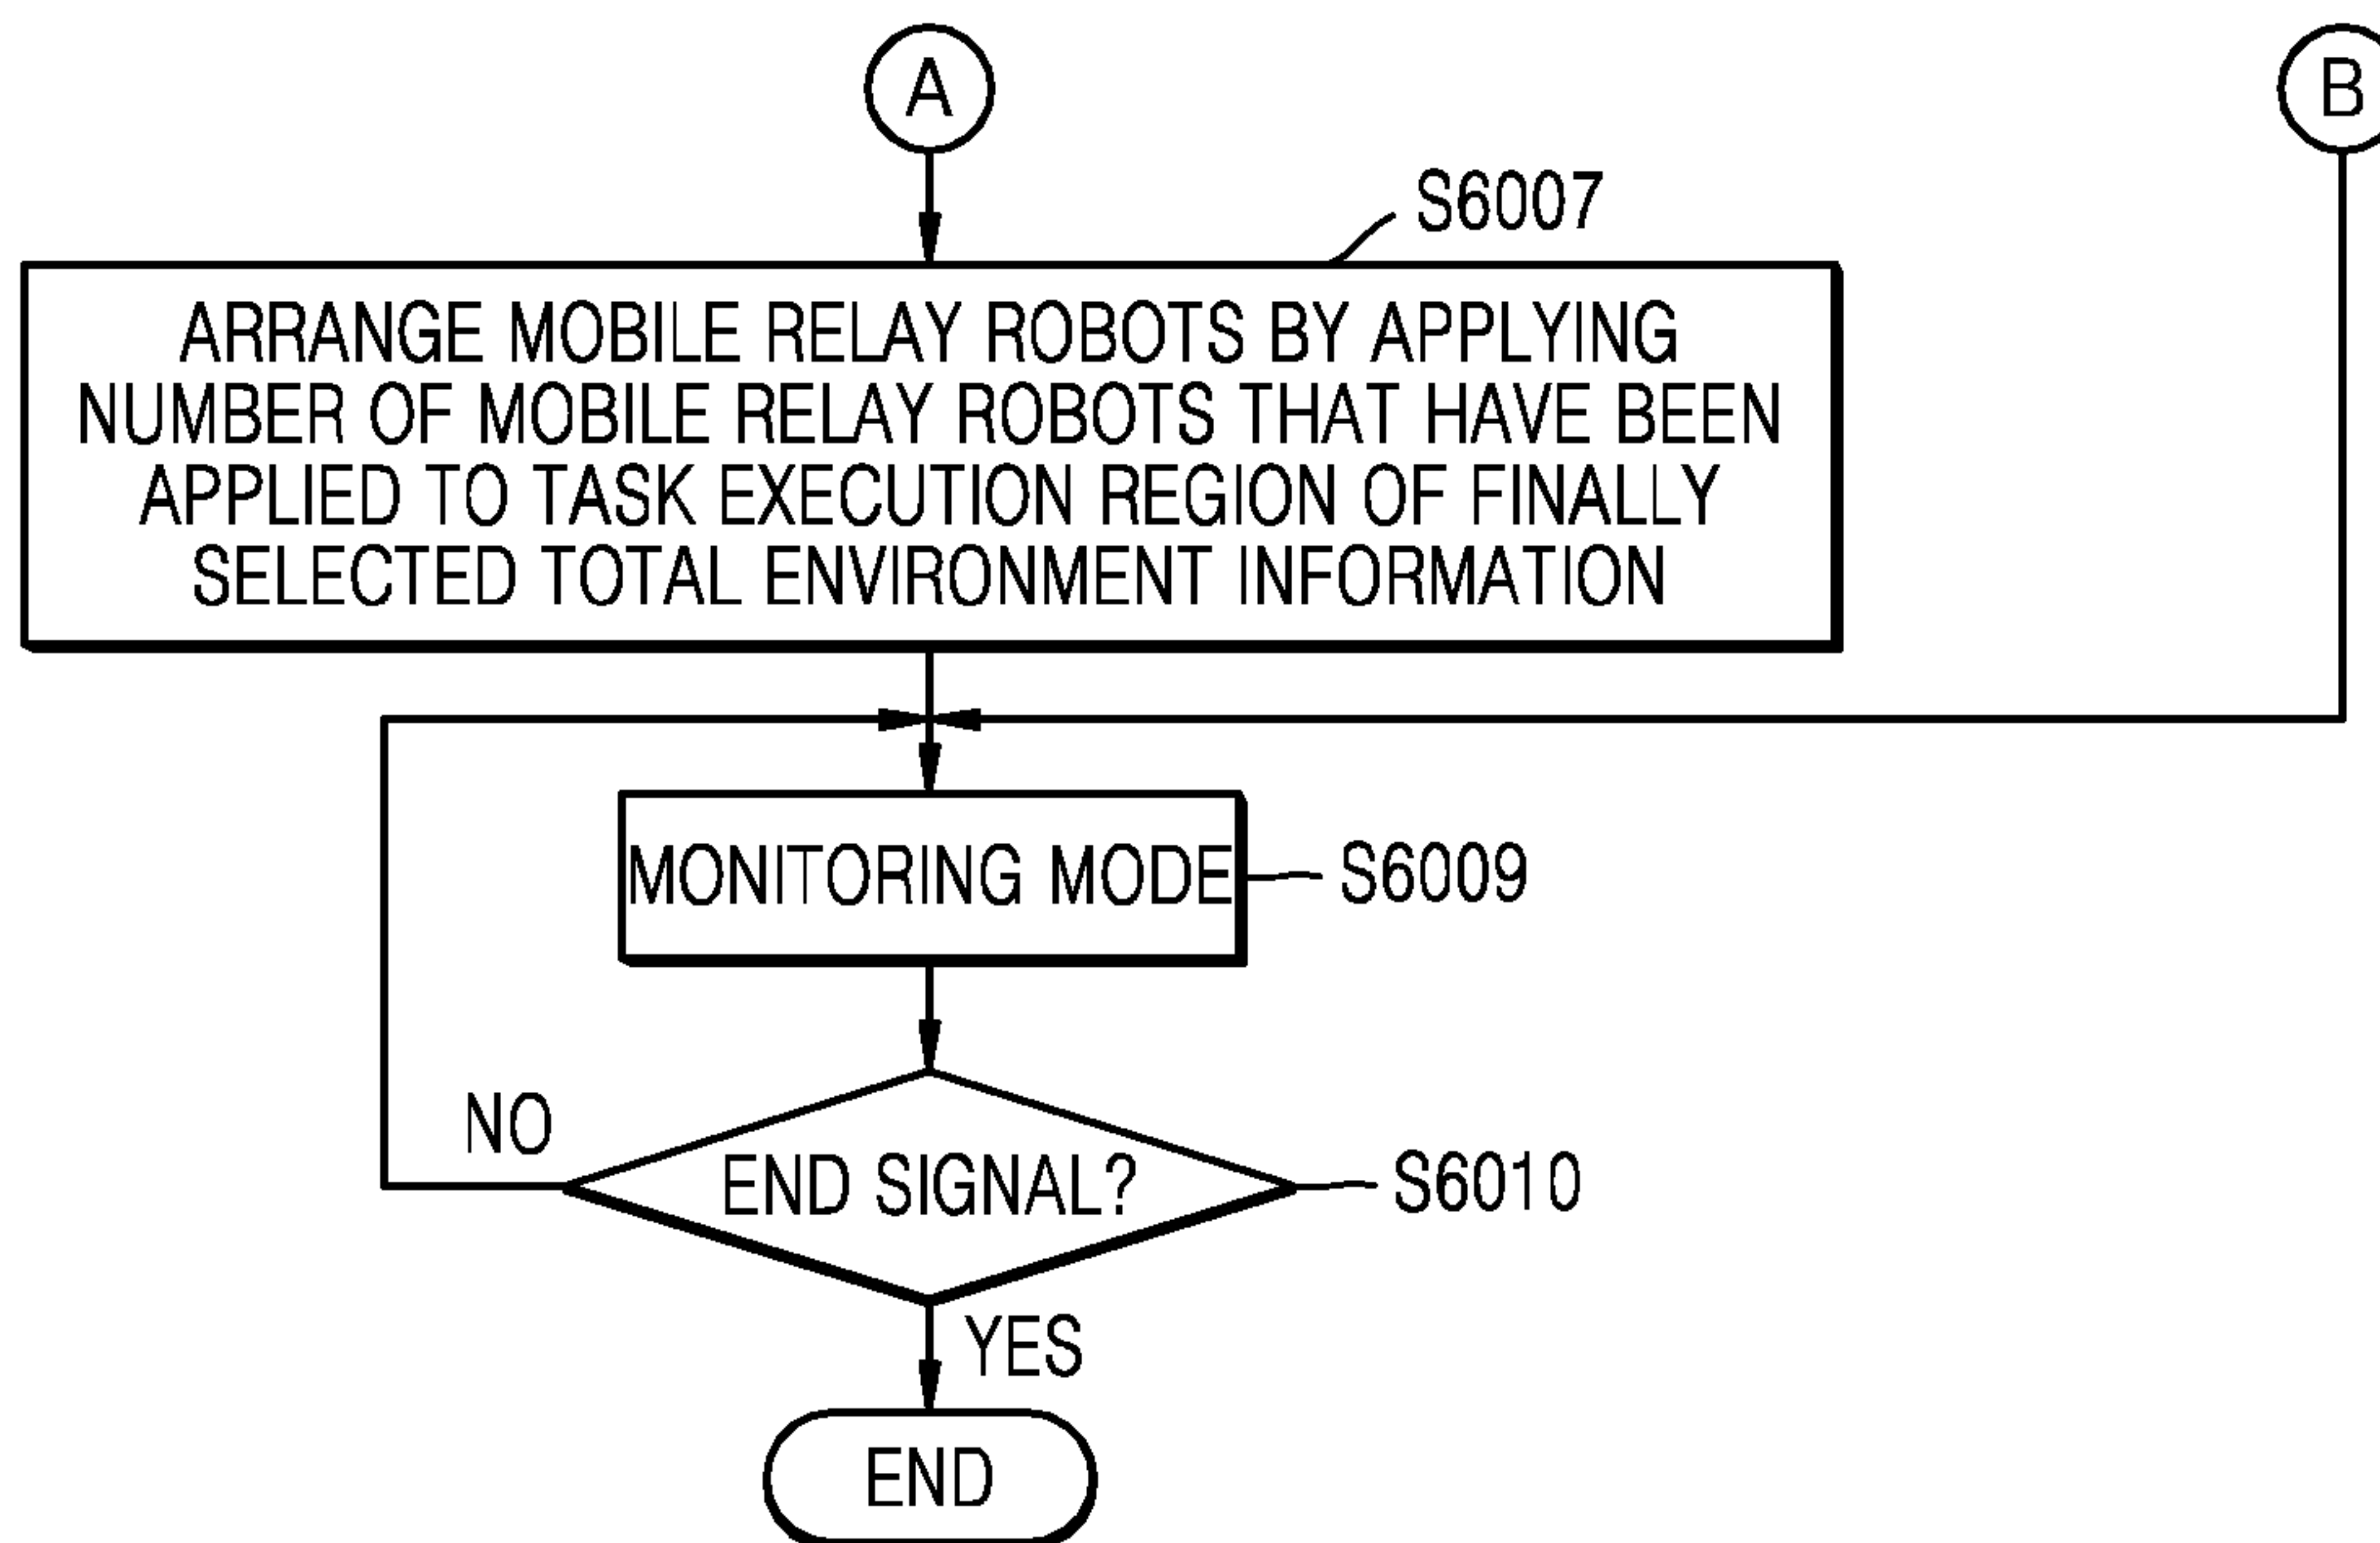 A
B
S6007
ARRANGE MOBILE RELAY ROBOTS BY APPLYING
NUMBER OF MOBILE RELAY ROBOTS THAT HAVE BEEN
APPLIED TO TASK EXECUTION REGION OF FINALLY
SELECTED TOTAL ENVIRONMENT INFORMATION
MONITORING MODE
S6009
NO
END SIGNAL?
S6010
YES
END